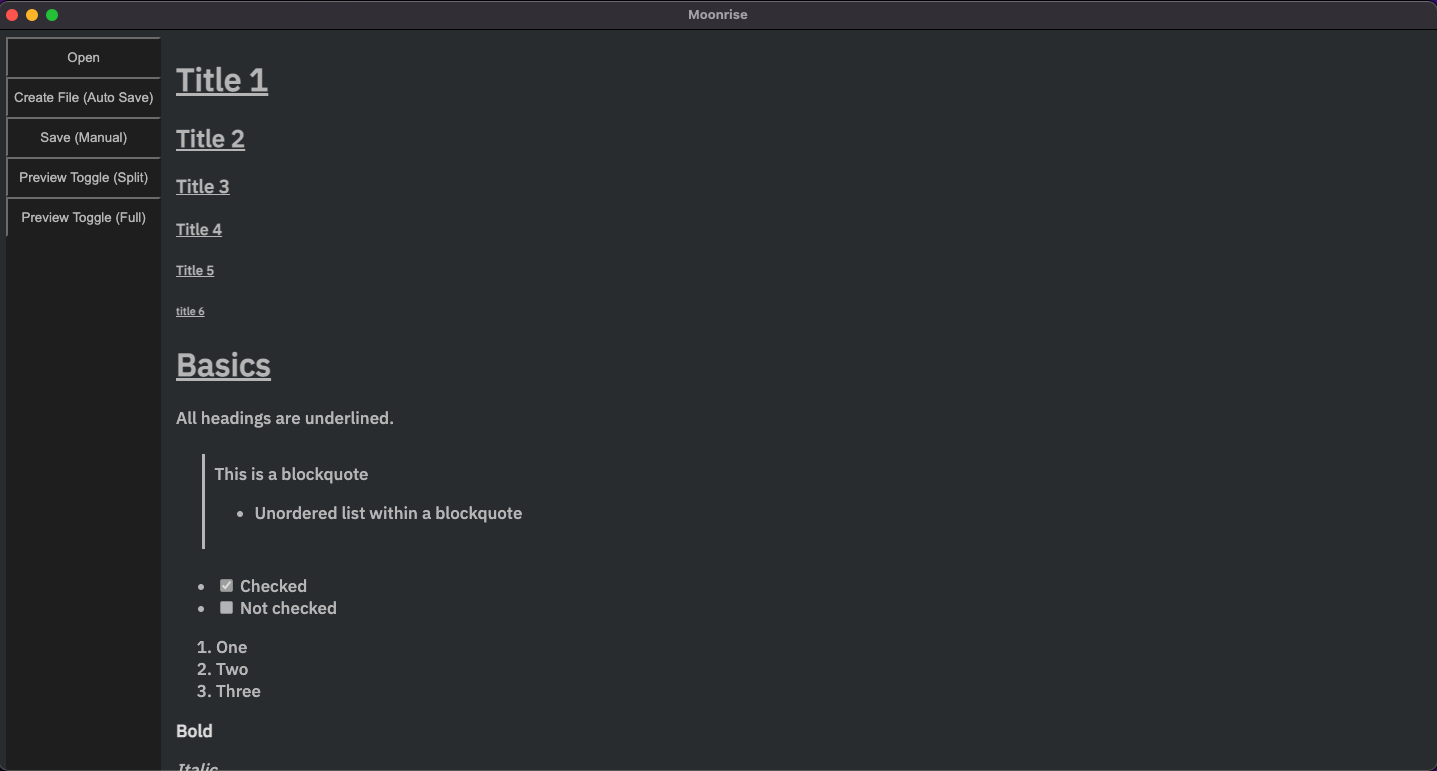 Moonrise
Open
Create File (Auto Save)
Save (Manual)
Preview Toggle (Split)
Preview Toggle (Full)
Title 1
Title 2
Title 3
Title 4
Title 5
title 6
Basics
All headings are underlined.
This is a blockquote
• Unordered list within a blockquote
• Checked
• Not checked
1. One
2. Two
3. Three
Bold
Italic